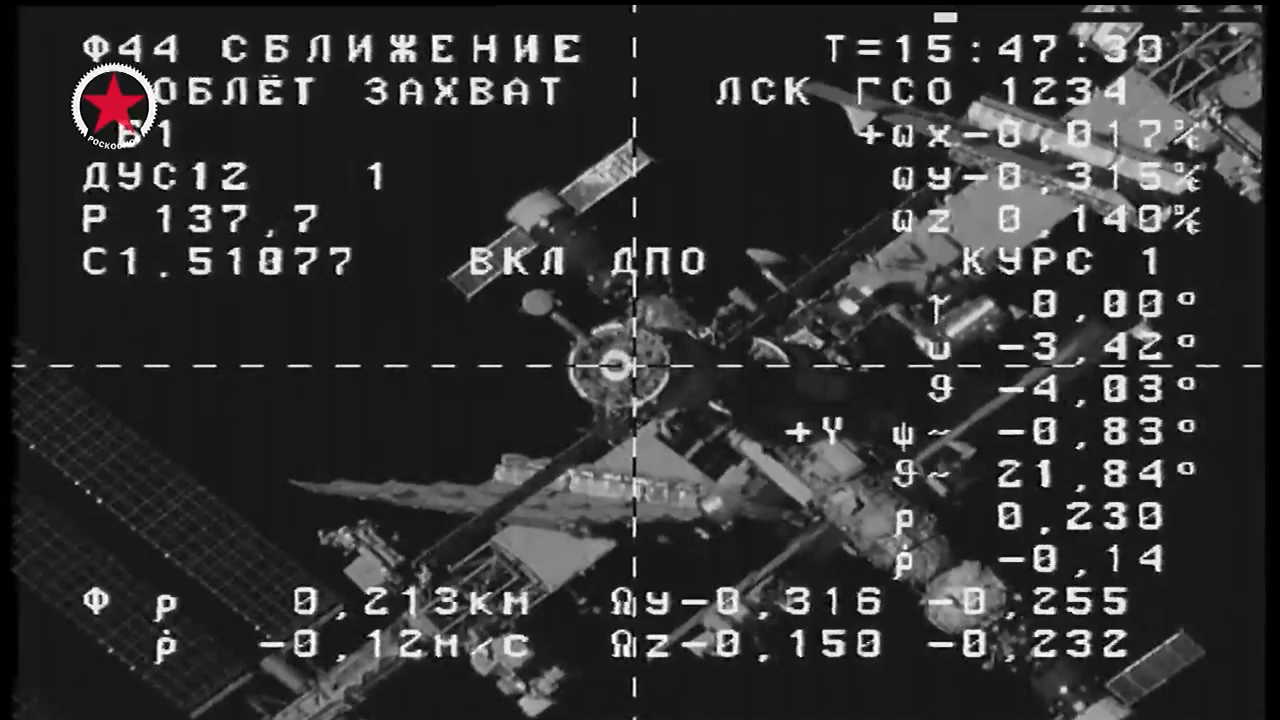 Ф44 СБЛИЖЕНИЕ T=15:47:30
ОБЛЁТ ЗАХВАТ ЛСК ГСО 1234
Б1 +ωx-0,017%
ДУС12 1 ωy-0,315%
Р 137,7 ωz 0,140%
С1.51077 ВКЛ ДПО КУРС 1
γ 0,00°
-3,42°
ϑ -4,03°
+Y ψ~ -0,83°
ϑ~ 21,84°
ρ 0,230
ρ̇ -0,14
Ф ρ 0,213км Ωy-0,316 -0,255
ρ̇ -0,12м/с Ωz-0,150 -0,232